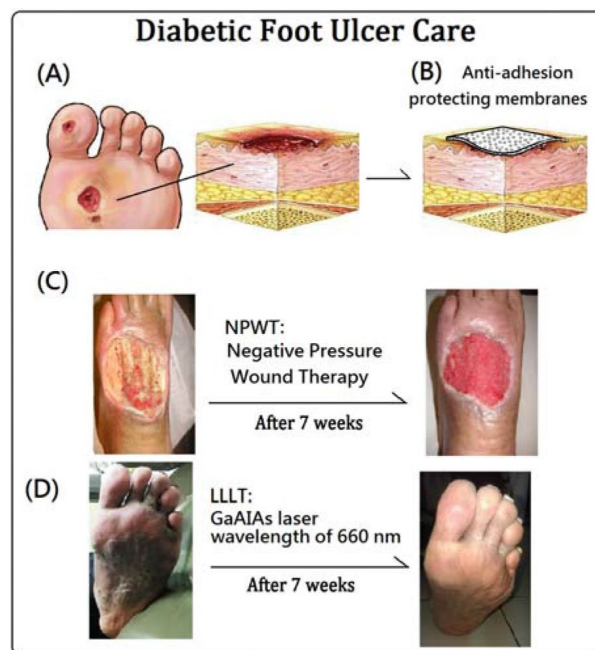 Diabetic Foot Ulcer Care
(A)
(B) Anti-adhesion
protecting membranes
(C)
NPWT:
Negative Pressure
Wound Therapy
After 7 weeks
(D)
LLLT:
GaAIAs laser
wavelength of 660 nm
After 7 weeks